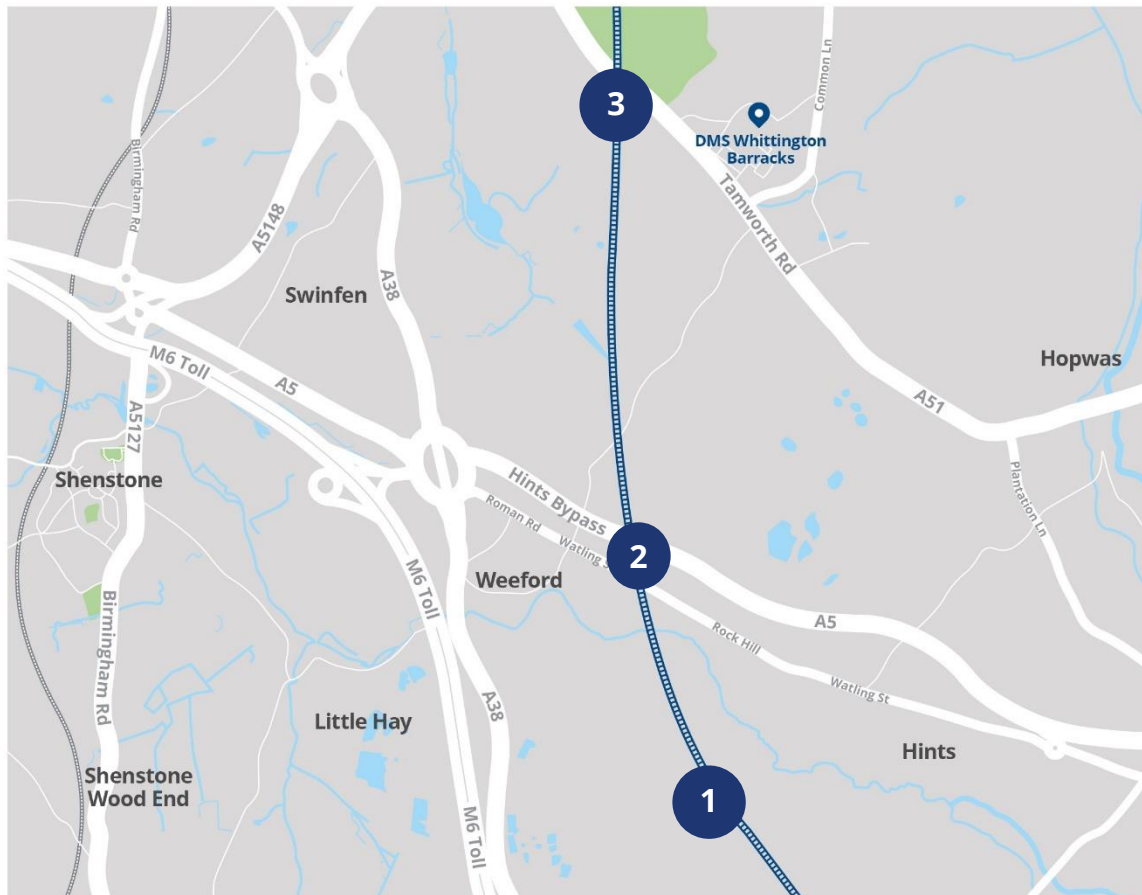 3
DMS Whittington
Barracks
Common Ln
Birmingham Rd
Tamworth Rd
A5148
A38
Swinfen
M6 Toll
A5
Hopwas
A51
A5127
Shenstone
Hints Bypass
Roman Rd
Watling S
2
Plantation Ln
M6 Toll
Weeford
Birmingham Rd
A5
Rock Hill
Watling St
A38
Little Hay
Hints
Shenstone
Wood End
1
M6 Toll